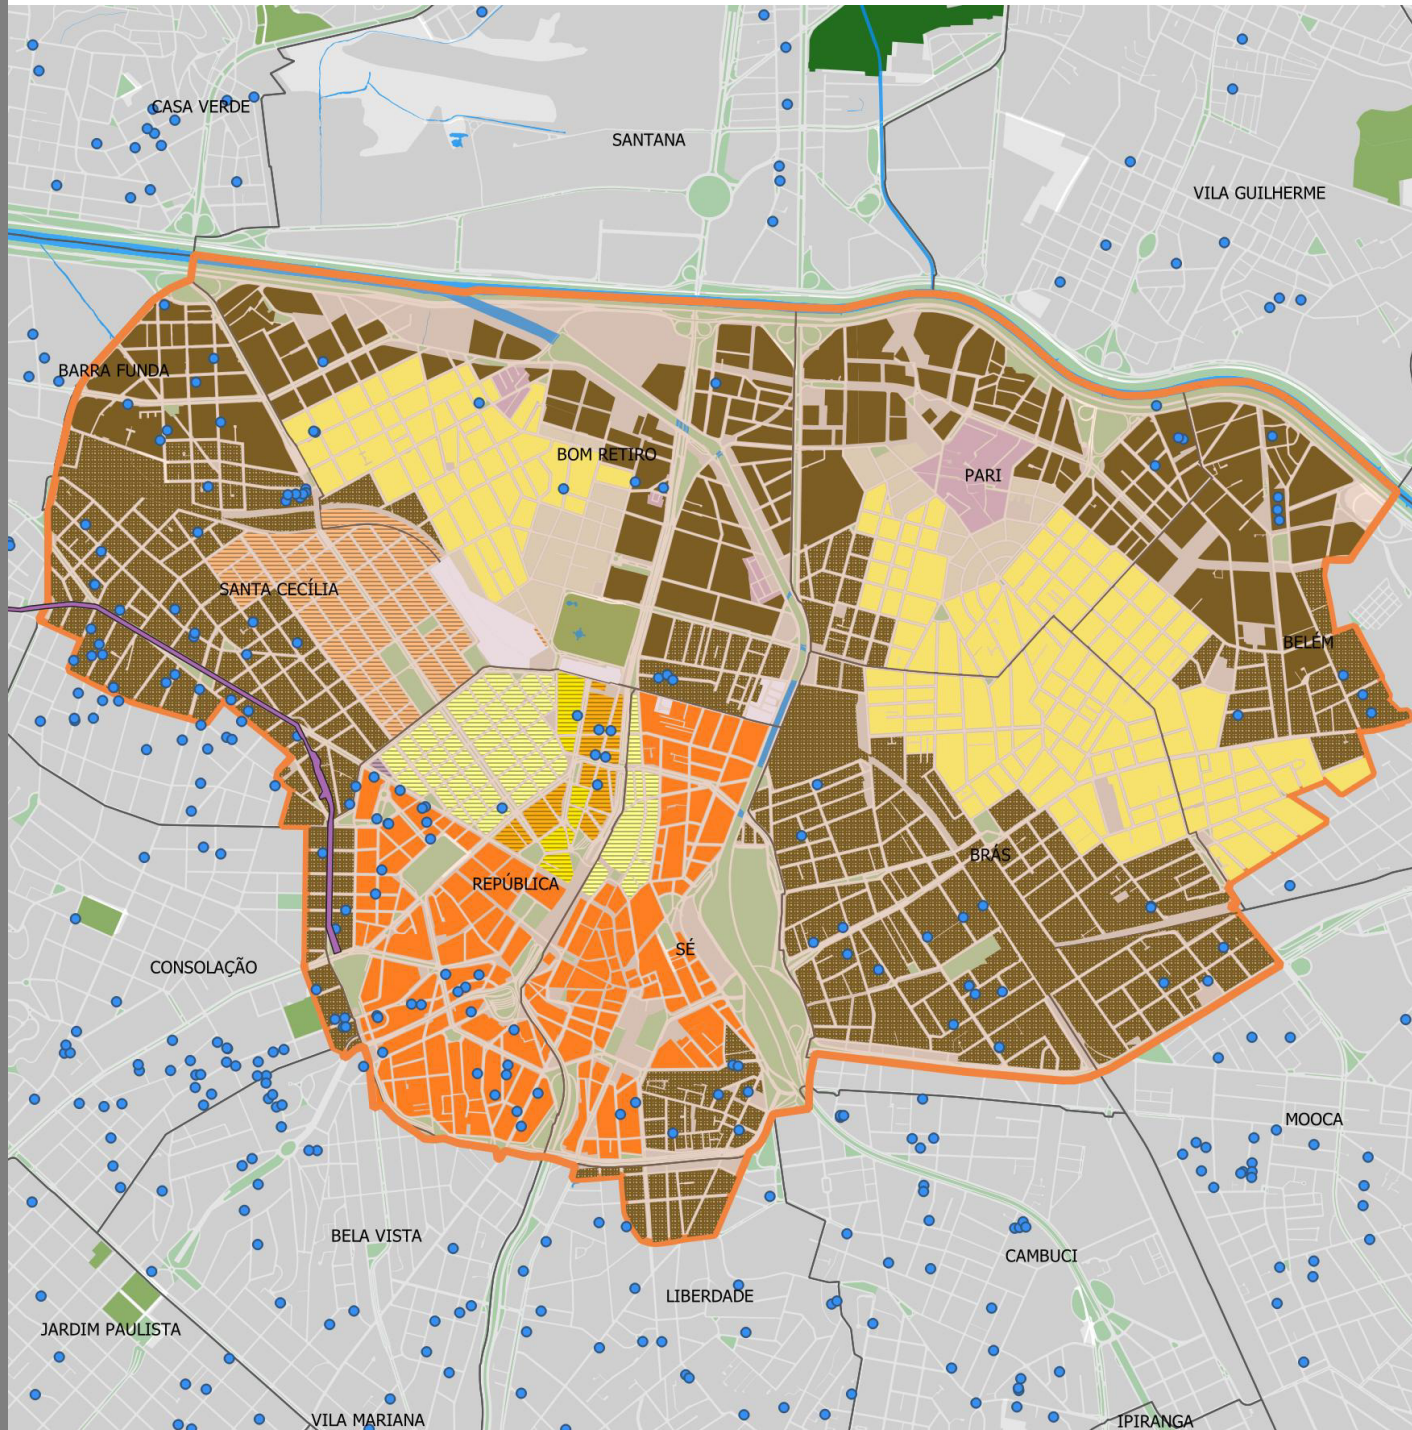 CASA VERDE
SANTANA
VILA GUILHERME
BARRA FUNDA
BOM RETIRO
PARI
SANTA CECÍLIA
BELÉM
BRÁS
REPÚBLICA
SÉ
CONSOLAÇÃO
MOOCA
BELA VISTA
CAMBUCI
LIBERDADE
JARDIM PAULISTA
VILA MARIANA
IPIRANGA